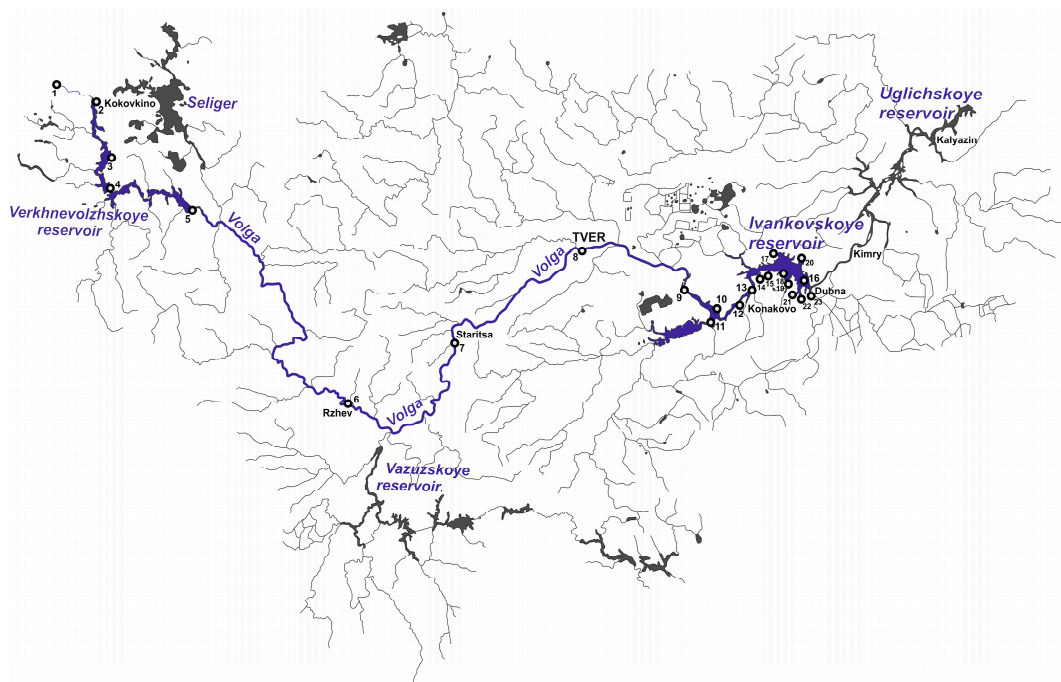 1
2
Kokovkino
Seliger
3
4
Verkhnevolzhskoye
reservoir
5
Volga
6
Rzhev
Volga
Staritsa
7
Vazuzskoye
reservoir
Volga
TVER
8
9
10
11
12
Konakovo
13
14
15
Ivankovskoye
reservoir
17
18
19
20
16
Dubna
21
22
23
Kimry
Uglichskoye
reservoir
Kalyazin